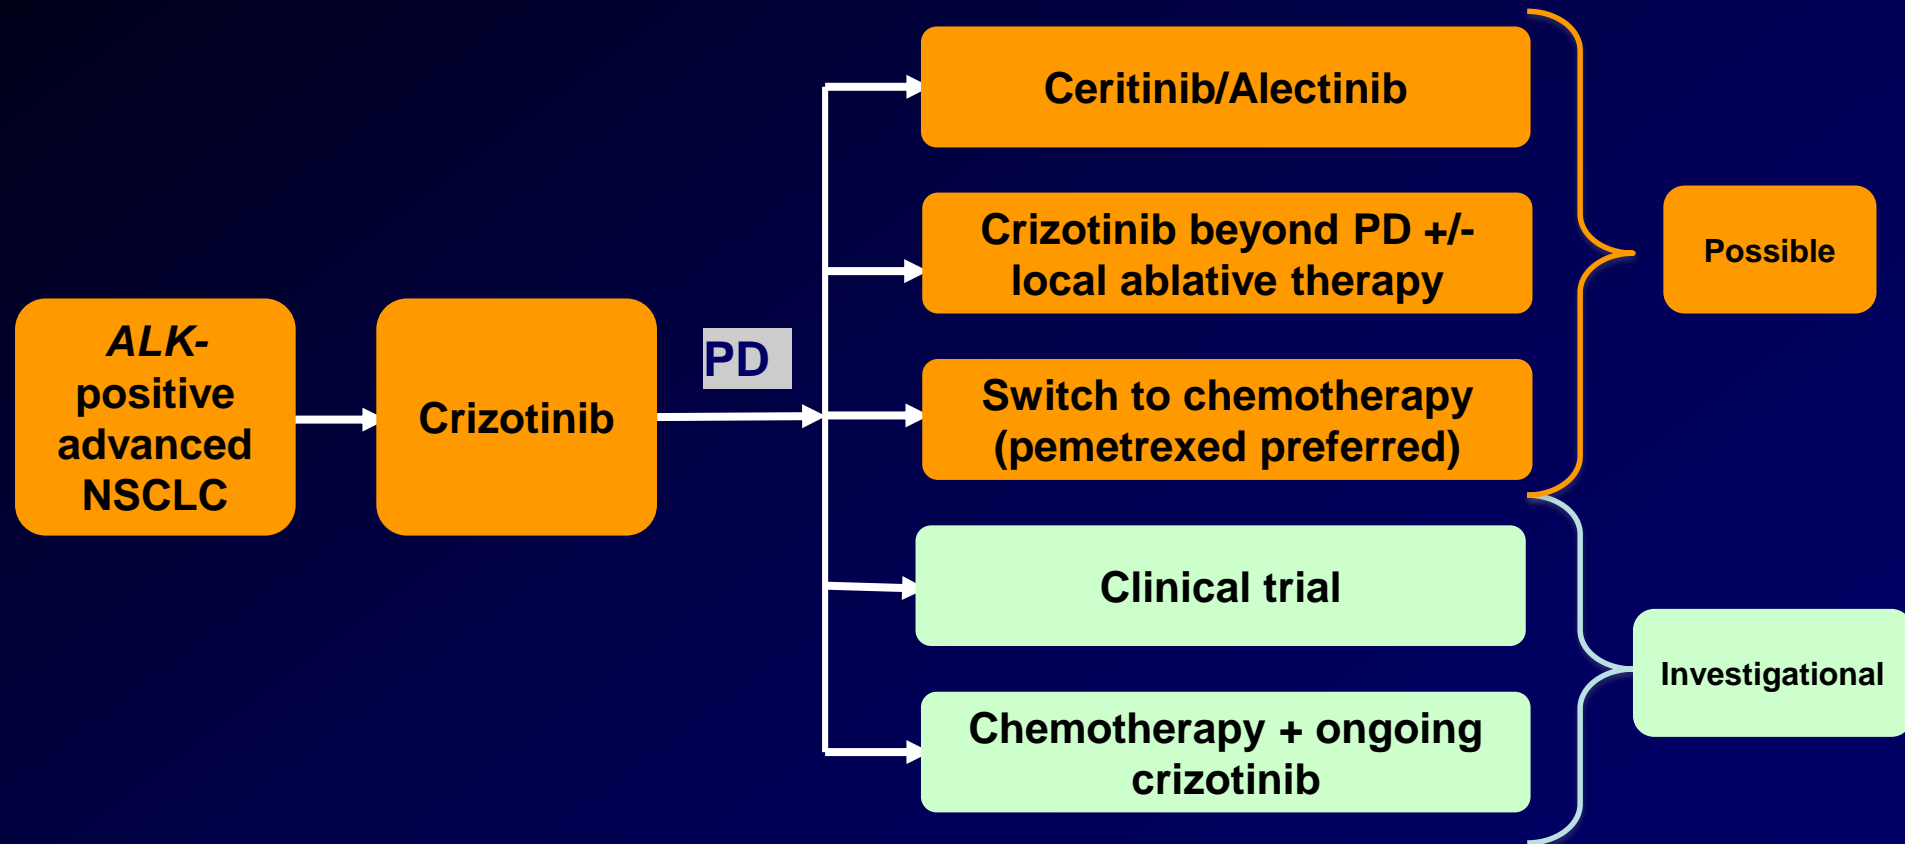 ALK-
positive
advanced
NSCLC
Crizotinib
PD
Ceritinib/Alectinib
Crizotinib beyond PD +/-
local ablative therapy
Switch to chemotherapy
(pemetrexed preferred)
Clinical trial
Chemotherapy + ongoing
crizotinib
Possible
Investigational